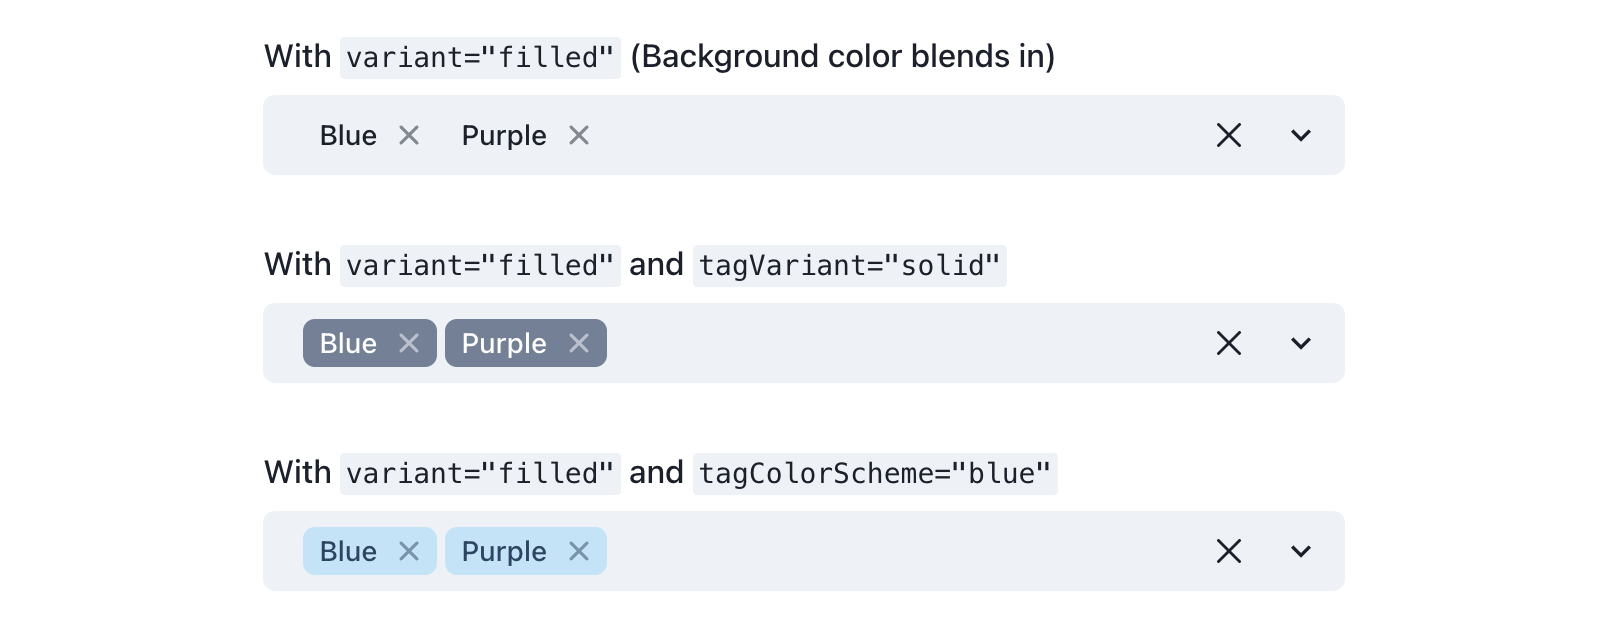 With variant="filled" (Background color blends in)
Blue Purple
With variant="filled" and tagVariant="solid"
Blue Purple
With variant="filled" and tagColorScheme="blue"
Blue Purple